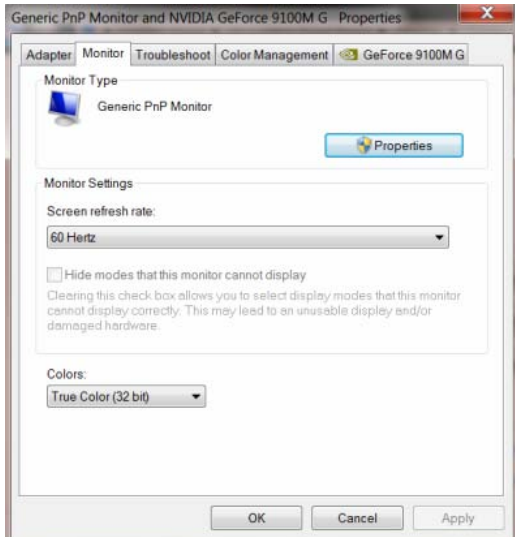 Generic PnP Monitor and NVIDIA GeForce 9100M G Properties
X
Adapter Monitor Troubleshoot Color Management GeForce 9100M G
Monitor Type
Generic PnP Monitor
Properties
Monitor Settings
Screen refresh rate:
60 Hertz
Hide modes that this monitor cannot display
Clearing this check box allows you to select display modes that this monitor
cannot display correctly. This may lead to an unusable display and/or
damaged hardware.
Colors:
True Color (32 bit)
OK Cancel Apply